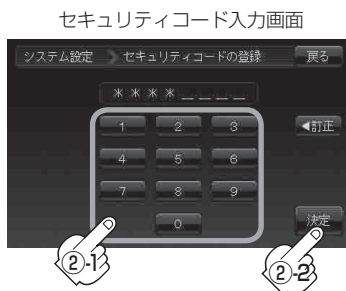 セキュリティコード入力画面
システム設定 セキュリティコードの登録 戻る
＊＊＊＊＿＿＿＿
1 2 3 ◀訂正
4 5 6
7 8 9
0 決定
②-1 ②-2